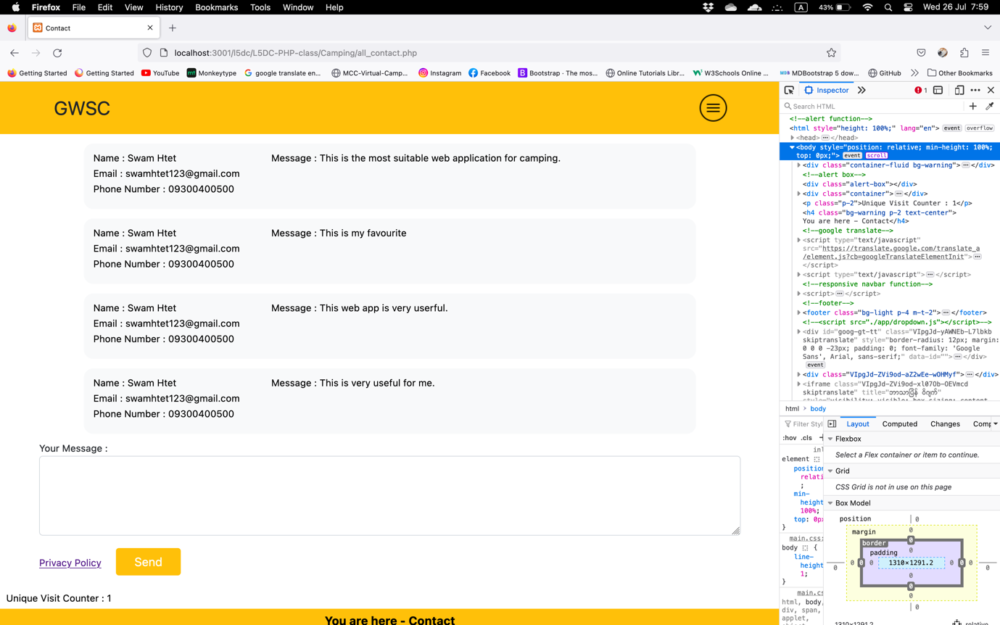 Firefox File Edit View History Bookmarks Tools Window Help
A 43% Wed 26 Jul 7:59
Contact
localhost:3001/l5dc/L5DC-PHP-class/Camping/all_contact.php
Getting Started Getting Started YouTube Monkeytype google translate en... MCC-Virtual-Camp... Instagram Facebook Bootstrap · The mos... Online Tutorials Libr... W3Schools Online ... MDBootstrap 5 dow... GitHub Other Bookmarks
GWSC
Name : Swam Htet Message : This is the most suitable web application for camping.
Email : swamhtet123@gmail.com
Phone Number : 09300400500
Name : Swam Htet Message : This is my favourite
Email : swamhtet123@gmail.com
Phone Number : 09300400500
Name : Swam Htet Message : This web app is very userful.
Email : swamhtet123@gmail.com
Phone Number : 09300400500
Name : Swam Htet Message : This is very useful for me.
Email : swamhtet123@gmail.com
Phone Number : 09300400500
Your Message :
Privacy Policy Send
Unique Visit Counter : 1
You are here - Contact
Inspector 1
Search HTML
<!--alert function-->
<html style="height: 100%;" lang="en"> event overflow
<head> </head>
<body style="position: relative; min-height: 100%;
top: 0px;"> event scroll
<div class="container-fluid bg-warning"> </div>
<!--alert box-->
<div class="alert-box"></div>
<div class="container"> </div>
<p class="p-2">Unique Visit Counter : 1</p>
<h4 class="bg-warning p-2 text-center">
You are here - Contact</h4>
<!--google translate-->
<script type="text/javascript"
src="https://translate.google.com/translate_a
/element.js?cb=googleTranslateElementInit">
</script>
<script type="text/javascript"> </script>
<!--responsive navbar function-->
<script> </script>
<!--footer-->
<footer class="bg-light p-4 m-t-2"> </footer>
<!--<script src="./app/dropdown.js"></script>-->
<div id="goog-gt-tt" class="VIpgJd-yAWNEb-L7lbkb
skiptranslate" style="border-radius: 12px; margin:
0 0 0 -23px; padding: 0; font-family: 'Google
Sans', Arial, sans-serif;" data-id=""> </div>
event
<div class="VIpgJd-ZVi9od-aZ2wEe-wOHMyf"> </div>
<iframe class="VIpgJd-ZVi9od-xl07Ob-OEVmcd
skiptranslate" title="ဘာသာပြန် ဝိဂျက်"
html > body
Filter Styl Layout Computed Changes Comp
:hov .cls +
Flexbox
Select a Flex container or item to continue.
Grid
CSS Grid is not in use on this page
Box Model
element
position
relati
;
min-
height
100%;
top: 0px
}
main.css:
body {
line-
height
1;
}
main.cs
html, body,
div, span,
applet,
position 0
margin 0
border 0
padding 0
0 0 0 0 1310×1291.2 0 0 0 0
0
0
0
0
1310×1291.2 relative